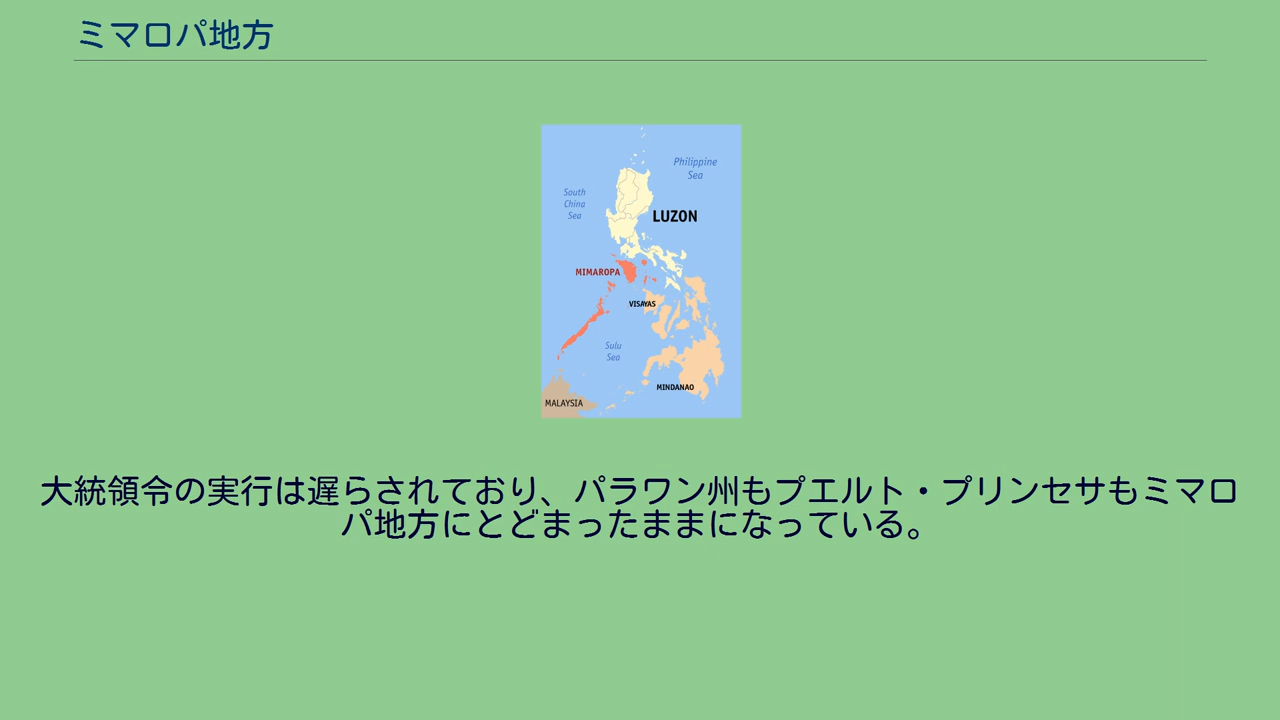 ミマロパ地方
Philippine
Sea
South
China
Sea
LUZON
MIMAROPA
VISAYAS
Sulu
Sea
MINDANAO
MALAYSIA
大統領令の実行は遅らされており、パラワン州もプエルト・プリンセサもミマロ
パ地方にとどまったままになっている。